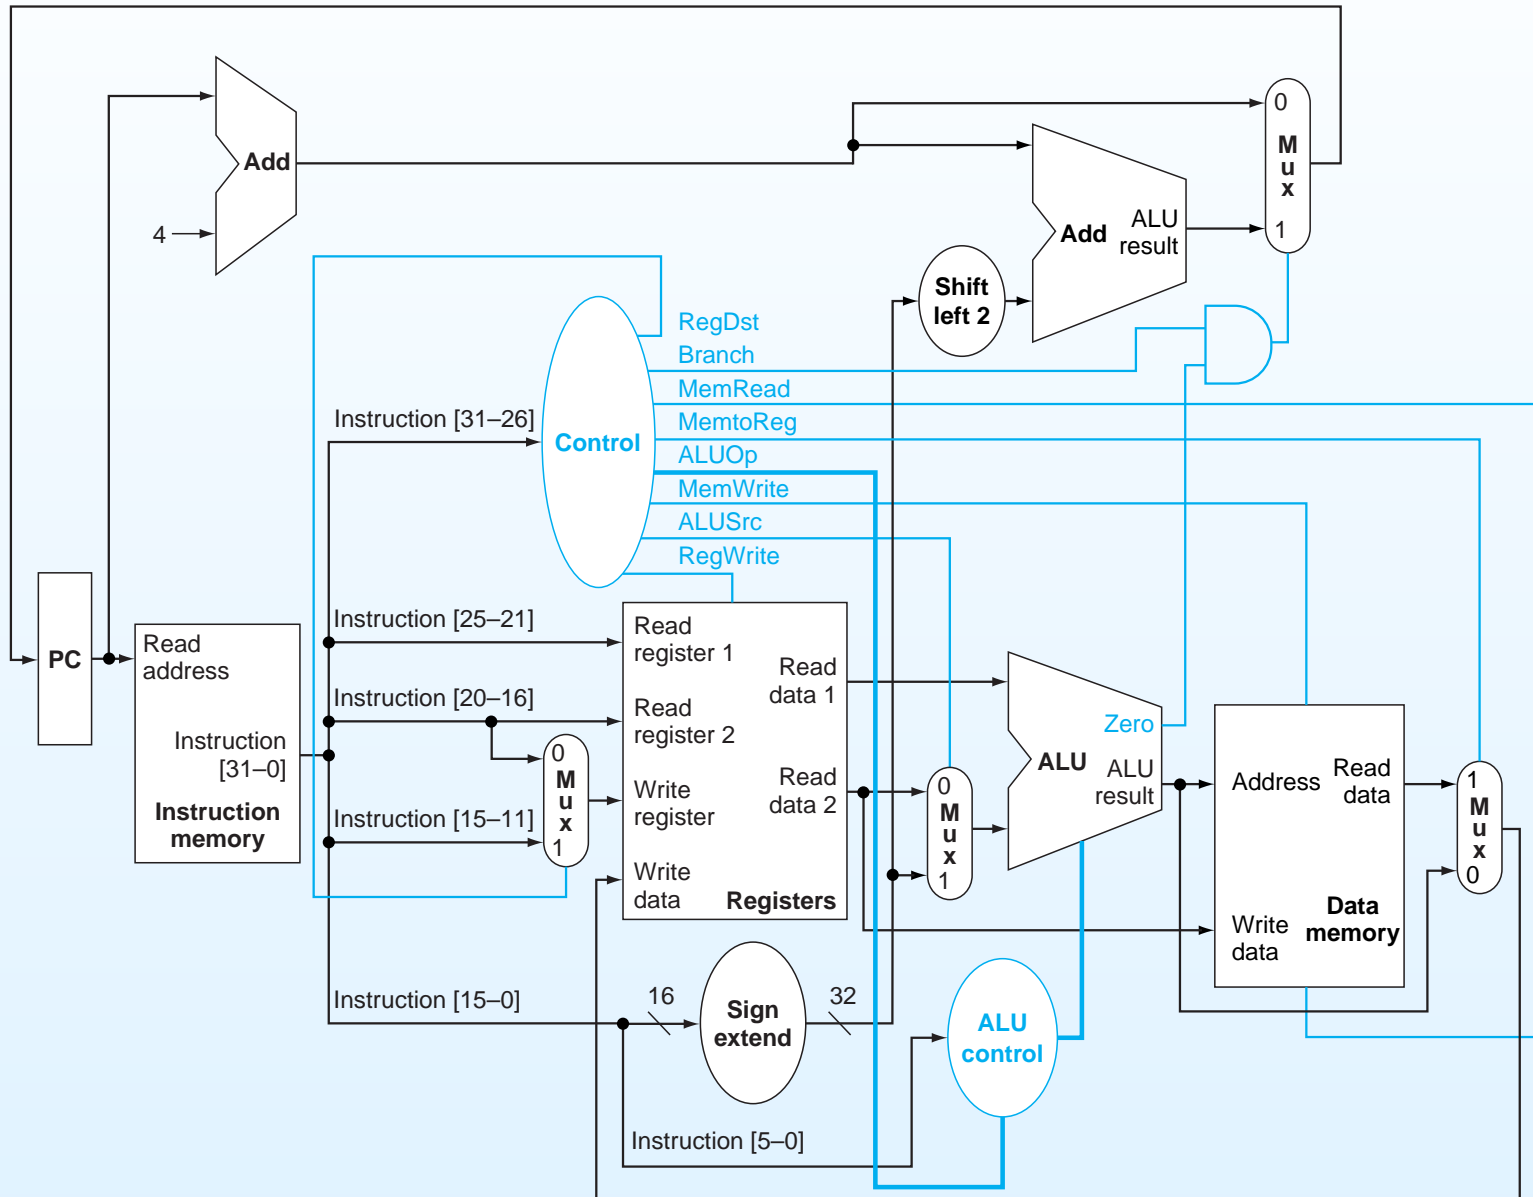 0
M
u
x
1
Add
4
Add
ALU
result
Shift
left 2
RegDst
Branch
MemRead
MemtoReg
ALUOp
MemWrite
ALUSrc
RegWrite
Control
Instruction [31–26]
Instruction [25–21]
Instruction [20–16]
Instruction [15–11]
Instruction [15–0]
Instruction [5–0]
PC
Read
address
Instruction
[31–0]
Instruction
memory
0
M
u
x
1
Read
register 1
Read
register 2
Write
register
Write
data
Read
data 1
Read
data 2
Registers
0
M
u
x
1
Zero
ALU
ALU
result
Address
Read
data
Write
data
Data
memory
1
M
u
x
0
16
Sign
extend
32
ALU
control